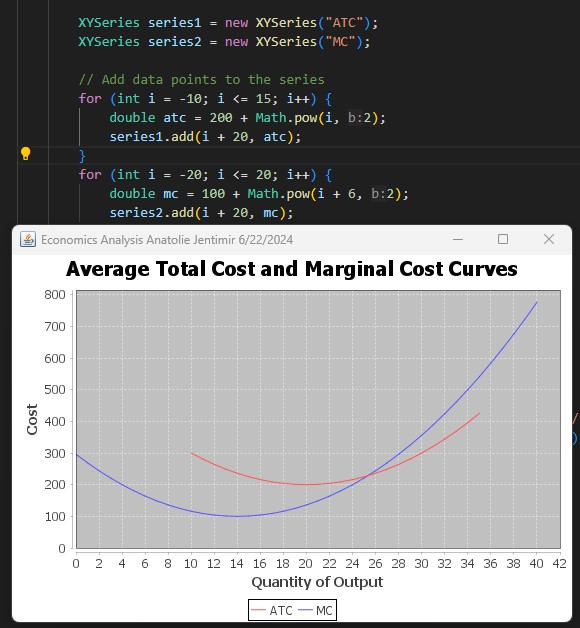 XYSeries series1 = new XYSeries("ATC");
XYSeries series2 = new XYSeries("MC");
// Add data points to the series
for (int i = -10; i <= 15; i++) {
double atc = 200 + Math.pow(i, b:2);
series1.add(i + 20, atc);
}
for (int i = -20; i <= 20; i++) {
double mc = 100 + Math.pow(i + 6, b:2);
series2.add(i + 20, mc);
Economics Analysis Anatolie Jentimir 6/22/2024
Average Total Cost and Marginal Cost Curves
800
700
600
500
400
300
200
100
0
Cost
0 2 4 6 8 10 12 14 16 18 20 22 24 26 28 30 32 34 36 38 40 42
Quantity of Output
ATC MC
/
)